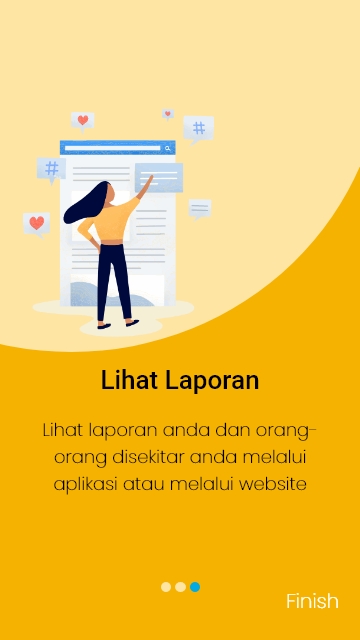 #
#
Lihat Laporan
Lihat laporan anda dan orang-
orang disekitar anda melalui
aplikasi atau melalui website
Finish